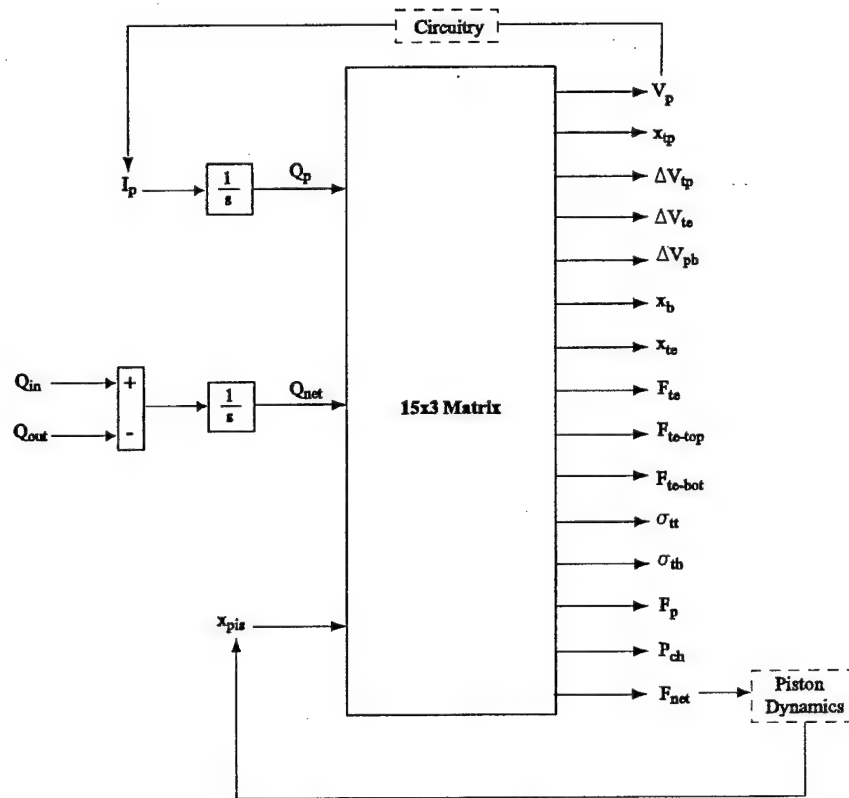 Circuitry
V_p
x_tp
ΔV_tp
I_p
1/s
Q_p
ΔV_te
ΔV_pb
x_b
x_te
Q_in
+
-
Q_out
1/s
Q_net
15x3 Matrix
F_te
F_te-top
F_te-bot
σ_tt
σ_tb
x_pis
F_p
P_ch
F_net
Piston
Dynamics